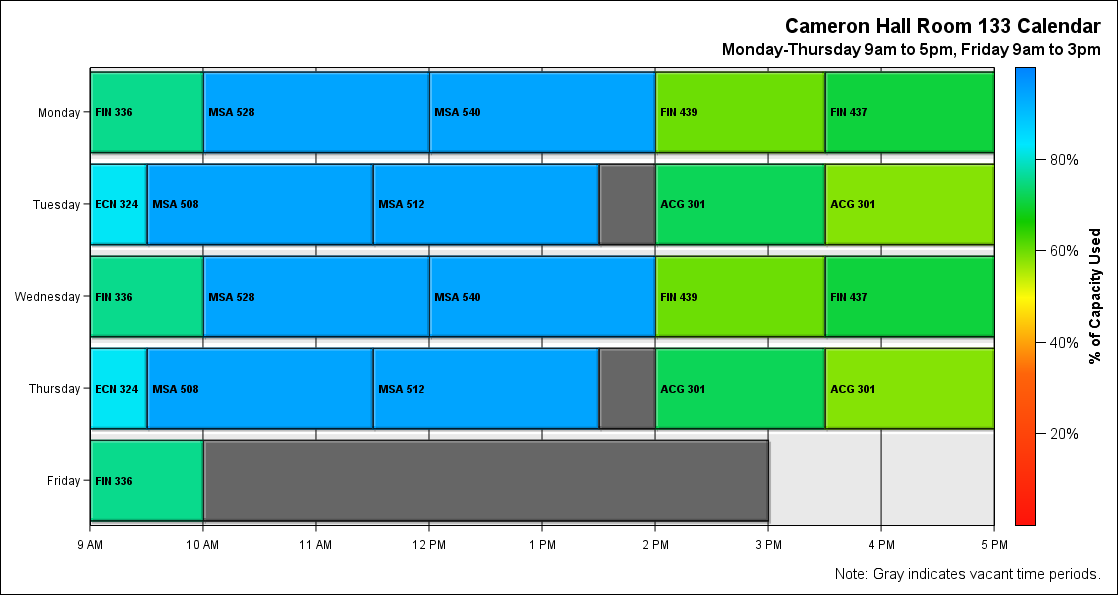 Cameron Hall Room 133 Calendar
Monday-Thursday 9am to 5pm, Friday 9am to 3pm
Monday
FIN 336
MSA 528
MSA 540
FIN 439
FIN 437
Tuesday
ECN 324
MSA 508
MSA 512
ACG 301
ACG 301
Wednesday
FIN 336
MSA 528
MSA 540
FIN 439
FIN 437
Thursday
ECN 324
MSA 508
MSA 512
ACG 301
ACG 301
Friday
FIN 336
9 AM
10 AM
11 AM
12 PM
1 PM
2 PM
3 PM
4 PM
5 PM
80%
60%
40%
20%
% of Capacity Used
Note: Gray indicates vacant time periods.